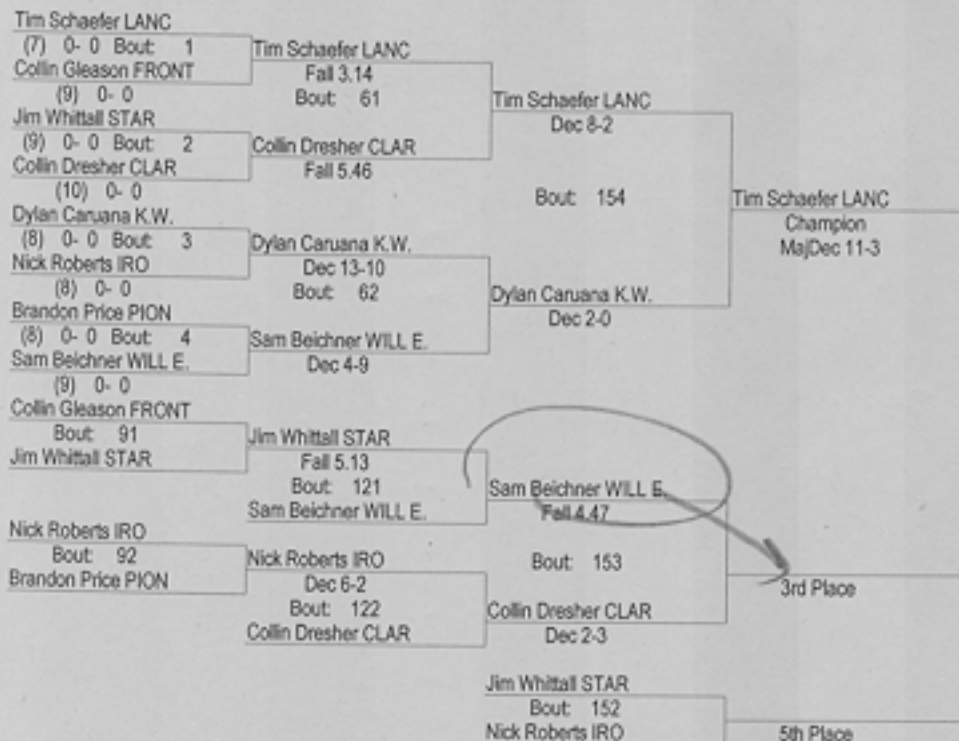 Tim Schaefer LANC
(7) 0- 0 Bout: 1
Collin Gleason FRONT
(9) 0- 0
Jim Whittall STAR
(9) 0- 0 Bout: 2
Collin Dresher CLAR
(10) 0- 0
Dylan Caruana K.W.
(8) 0- 0 Bout: 3
Nick Roberts IRO
(8) 0- 0
Brandon Price PION
(8) 0- 0 Bout: 4
Sam Beichner WILL E.
(9) 0- 0
Tim Schaefer LANC
Fall 3.14
Bout: 61
Collin Dresher CLAR
Fall 5.46
Dylan Caruana K.W.
Dec 13-10
Bout: 62
Sam Beichner WILL E.
Dec 4-9
Tim Schaefer LANC
Dec 8-2
Bout: 154
Dylan Caruana K.W.
Dec 2-0
Tim Schaefer LANC
Champion
MajDec 11-3
Collin Gleason FRONT
Bout: 91
Jim Whittall STAR
Nick Roberts IRO
Bout: 92
Brandon Price PION
Jim Whittall STAR
Fall 5.13
Bout: 121
Sam Beichner WILL E.
Nick Roberts IRO
Dec 6-2
Bout: 122
Collin Dresher CLAR
Sam Beichner WILL E.
Fall 4.47
Bout: 153
Collin Dresher CLAR
Dec 2-3
3rd Place
Jim Whittall STAR
Bout: 152
Nick Roberts IRO
5th Place